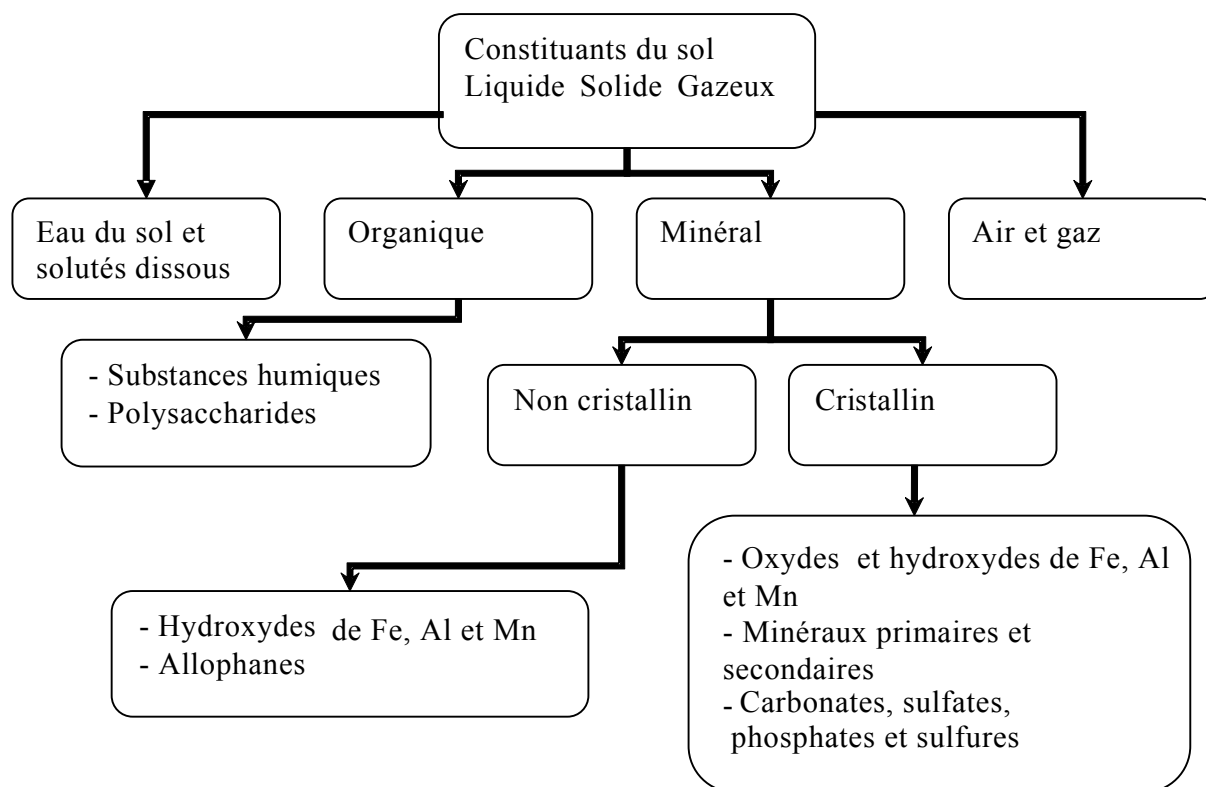 Constituants du sol
Liquide Solide Gazeux
Eau du sol et
solutés dissous
Organique
Minéral
Air et gaz
- Substances humiques
- Polysaccharides
Non cristallin
Cristallin
- Hydroxydes de Fe, Al et Mn
- Allophanes
- Oxydes et hydroxydes de Fe, Al
et Mn
- Minéraux primaires et
secondaires
- Carbonates, sulfates,
phosphates et sulfures